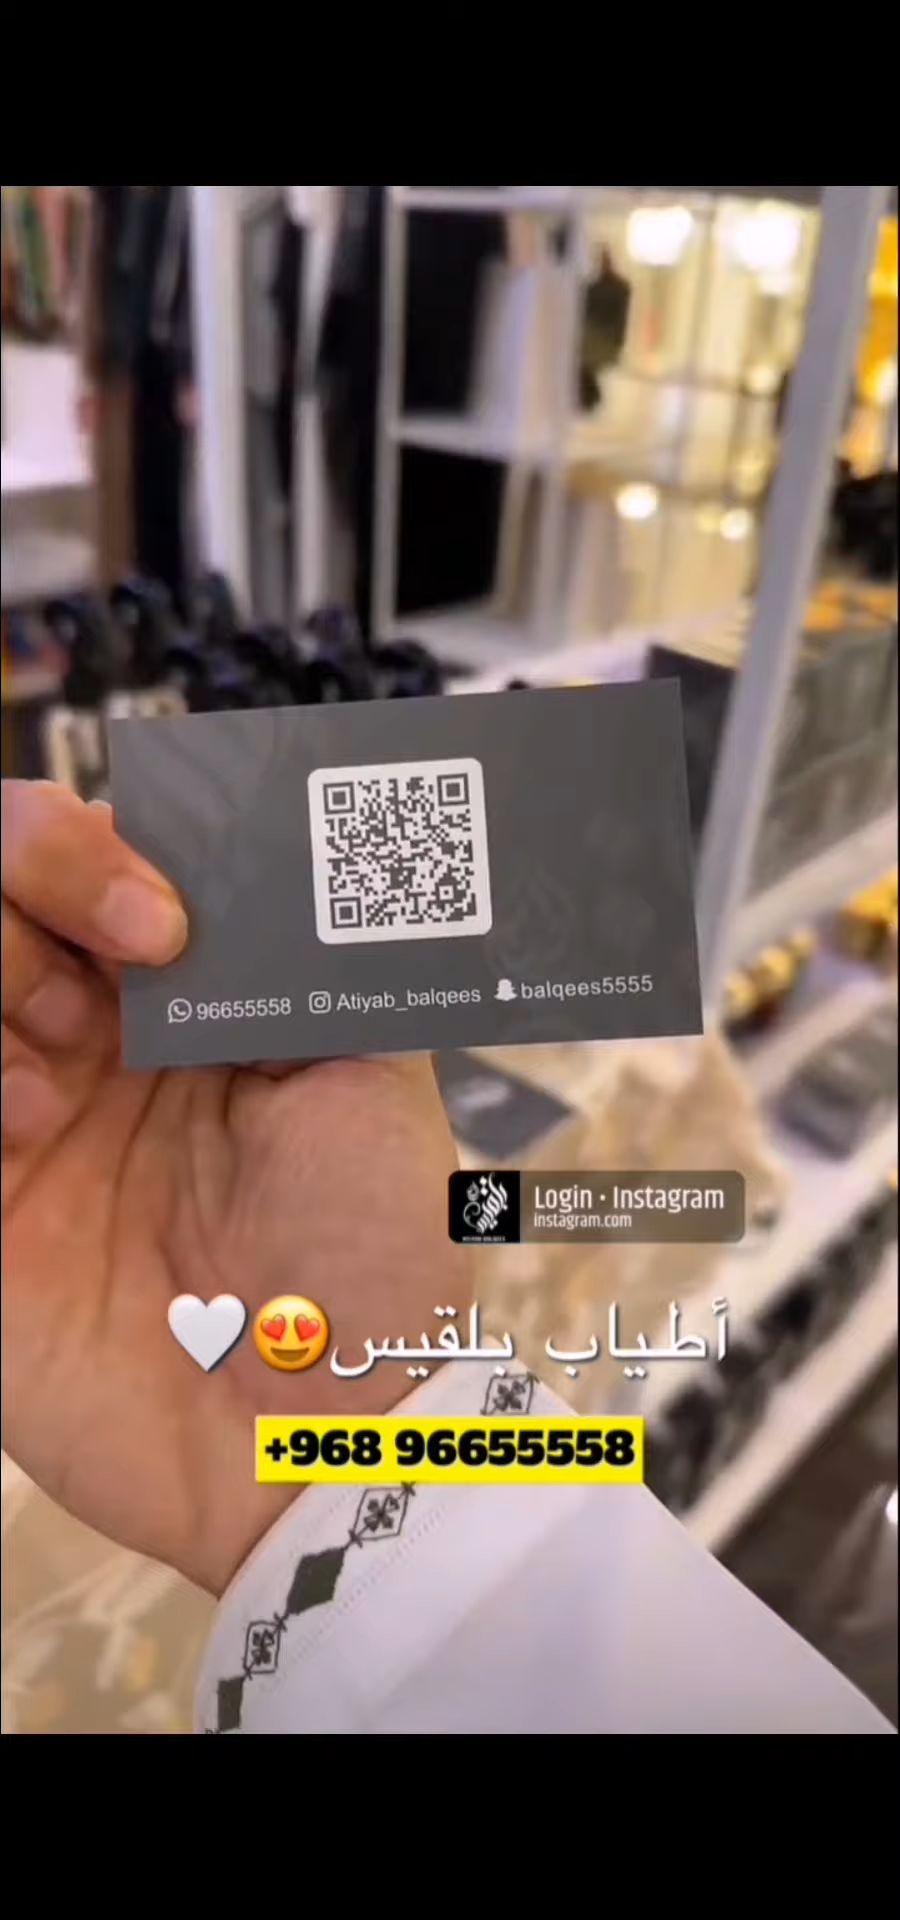 96655558 Atiyab_balqees balqees5555
Login · Instagram
instagram.com
أطياب بلقيس😍🤍
+968 96655558